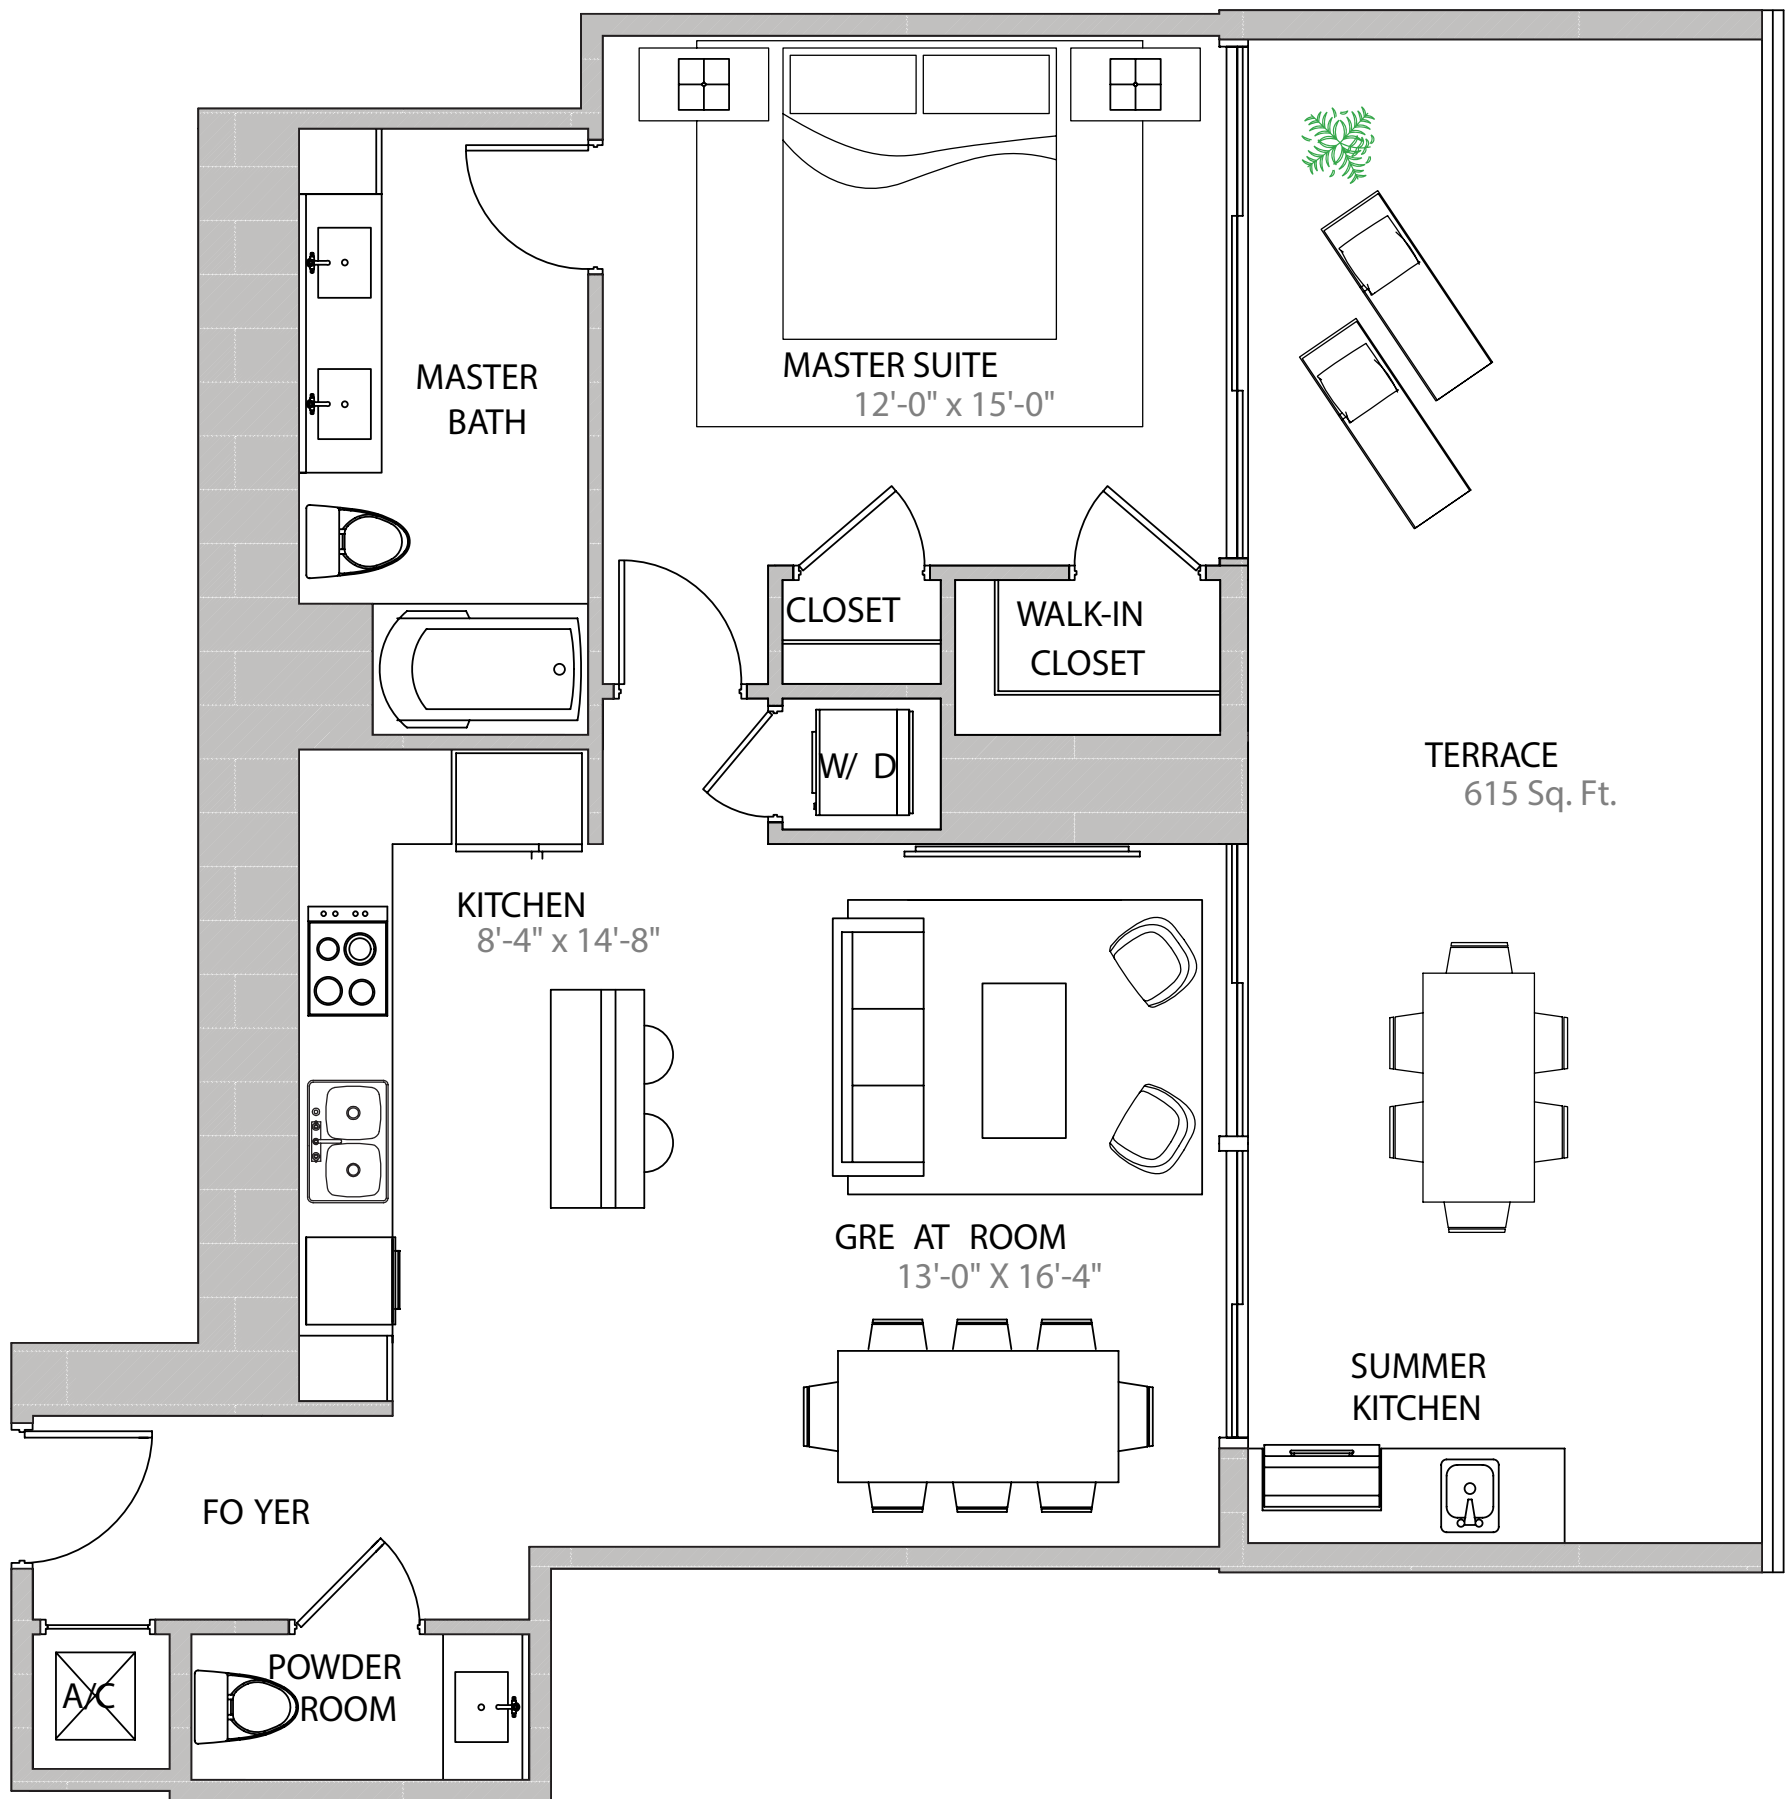 MASTER
BATH
MASTER SUITE
12'-0" x 15'-0"
CLOSET
WALK-IN
CLOSET
W/ D
TERRACE
615 Sq. Ft.
KITCHEN
8'-4" x 14'-8"
GRE AT ROOM
13'-0" X 16'-4"
SUMMER
KITCHEN
FO YER
POWDER
ROOM
A/C